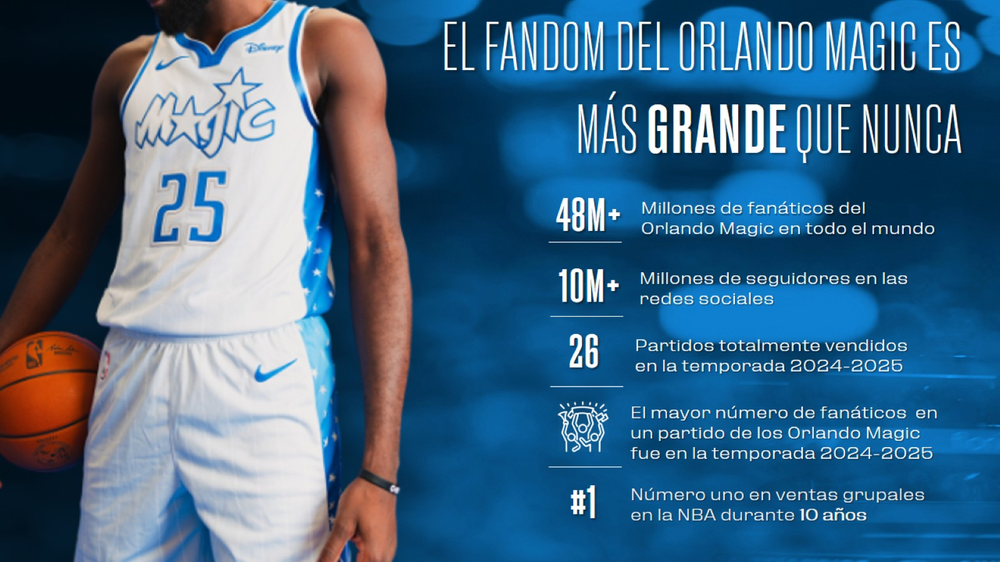 EL FANDOM DEL ORLANDO MAGIC ES
MÁS GRANDE QUE NUNCA
Disney
MAGIC
25
48M+
Millones de fanáticos del
Orlando Magic en todo el mundo
10M+
Millones de seguidores en las
redes sociales
26
Partidos totalmente vendidos
en la temporada 2024-2025
El mayor número de fanáticos en
un partido de los Orlando Magic
fue en la temporada 2024-2025
#1
Número uno en ventas grupales
en la NBA durante 10 años